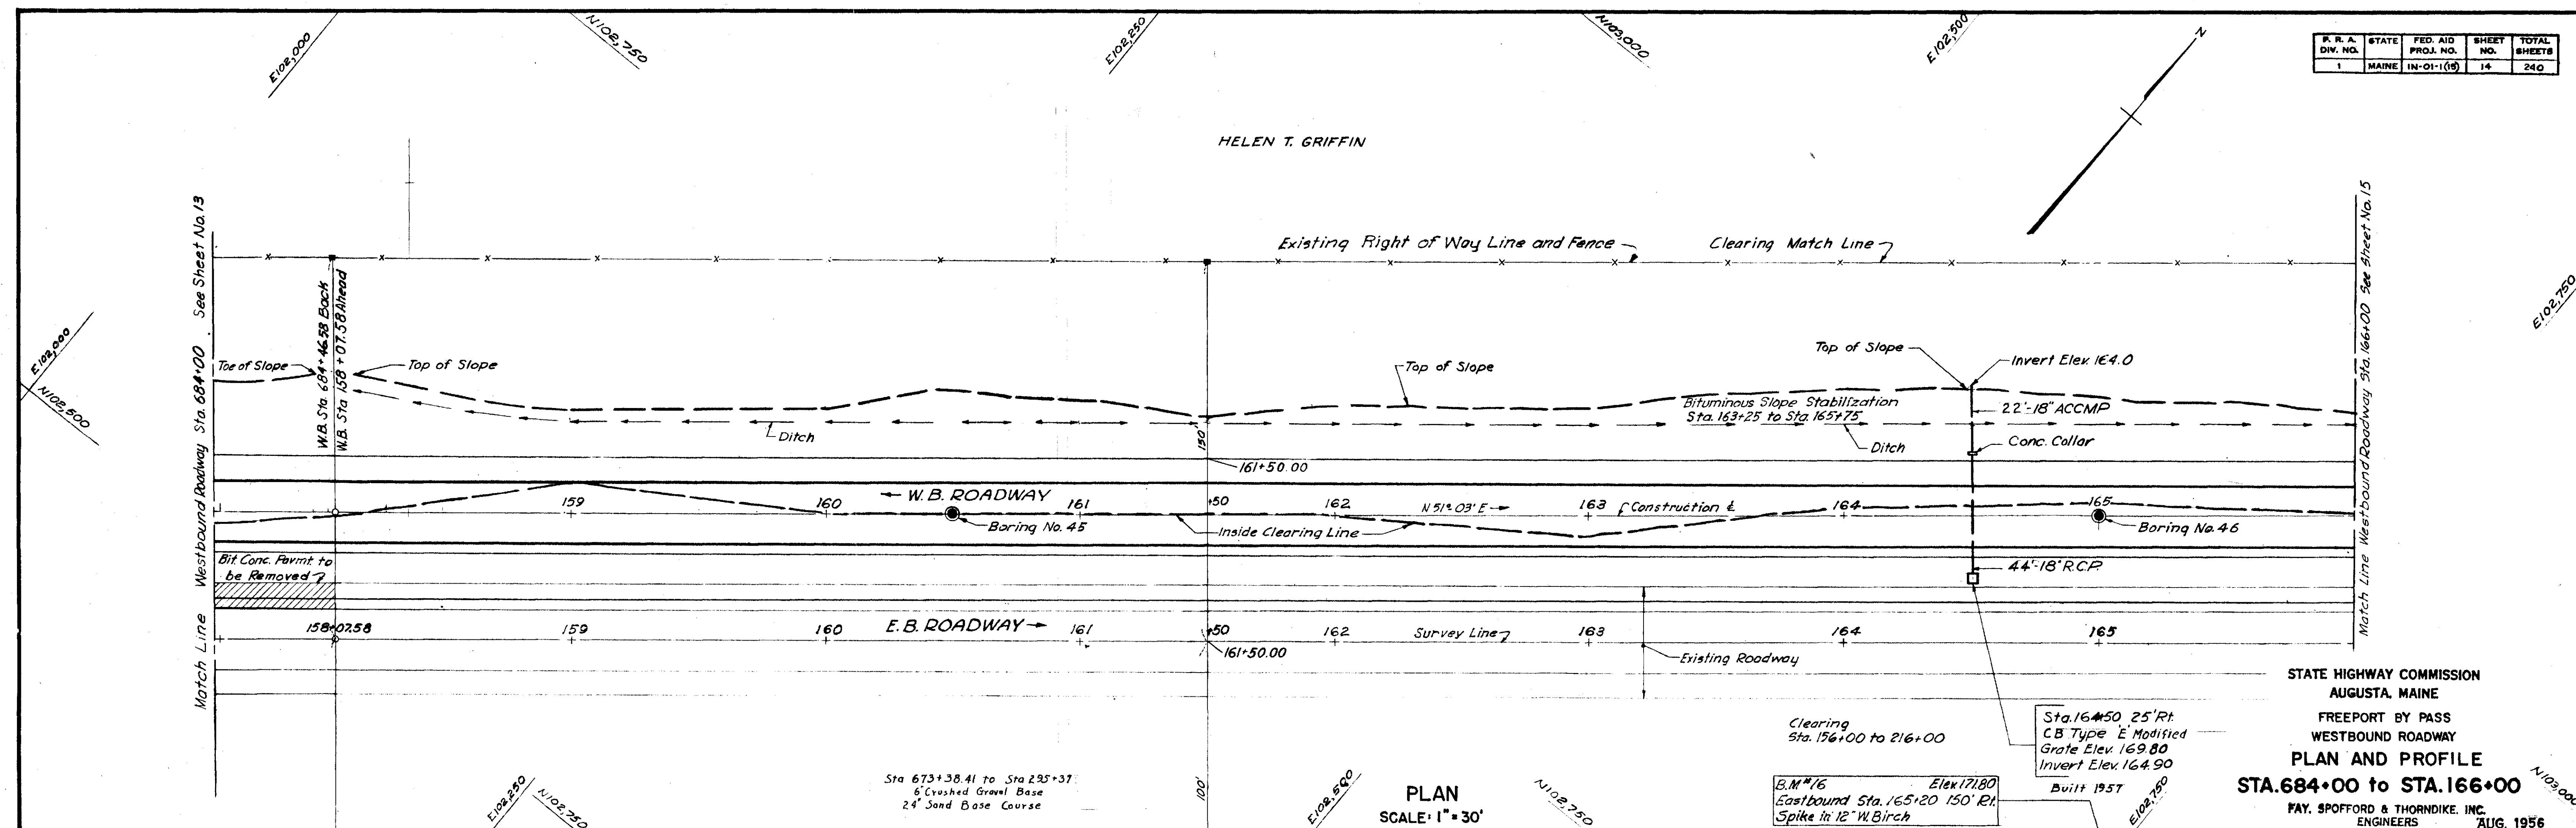 E102,000
N102,750
E102,250
N103,000
E102,500
N
P. R. A. DIV. NO. STATE FED. AID PROJ. NO. SHEET NO. TOTAL SHEETS
1 MAINE IN-01-1(15) 14 240
HELEN T. GRIFFIN
Match Line Westbound Roadway Sta. 684+00. See Sheet No. 13
Match Line Westbound Roadway Sta. 166+00 See Sheet No. 15
Existing Right of Way Line and Fence
Clearing Match Line
W.B. Sta. 684+46.58 Back
W.B. Sta 158+07.58 Ahead
E102,000
N102,500
E102,750
Toe of Slope
Top of Slope
Top of Slope
Top of Slope
Invert Elev. 164.0
Bituminous Slope Stabilization
Sta. 163+25 to Sta. 165+75
22'-18" ACCMP
Ditch
150'
Ditch
Conc. Collar
161+50.00
159
160
← W. B. ROADWAY
161
+50
162
N 51° 03' E →
163
Construction ℄
164
165
Boring No. 45
Inside Clearing Line
Boring No. 46
Bit. Conc. Pavmt. to
be Removed
44'-18" R.C.P.
158+07.58
159
160
E.B. ROADWAY →
161
+50
162
Survey Line
163
164
165
161+50.00
Existing Roadway
Clearing
Sta. 156+00 to 216+00
Sta. 164+50 25' Rt.
CB Type 'E' Modified
Grate Elev. 169.80
Invert Elev. 164.90
Built 1957
STATE HIGHWAY COMMISSION
AUGUSTA, MAINE
FREEPORT BY PASS
WESTBOUND ROADWAY
PLAN AND PROFILE
STA. 684+00 to STA. 166+00
FAY, SPOFFORD & THORNDIKE, INC.
ENGINEERS AUG. 1956
E102,250
N102,750
Sta 673+38.41 to Sta 295+37
6" Crushed Gravel Base
24" Sand Base Course
100'
E102,500
PLAN
SCALE: 1" = 30'
N102,750
B.M #16 Elev 171.80
Eastbound Sta. 165+20 150' Rt.
Spike in 12" W. Birch
E102,750
N103,000